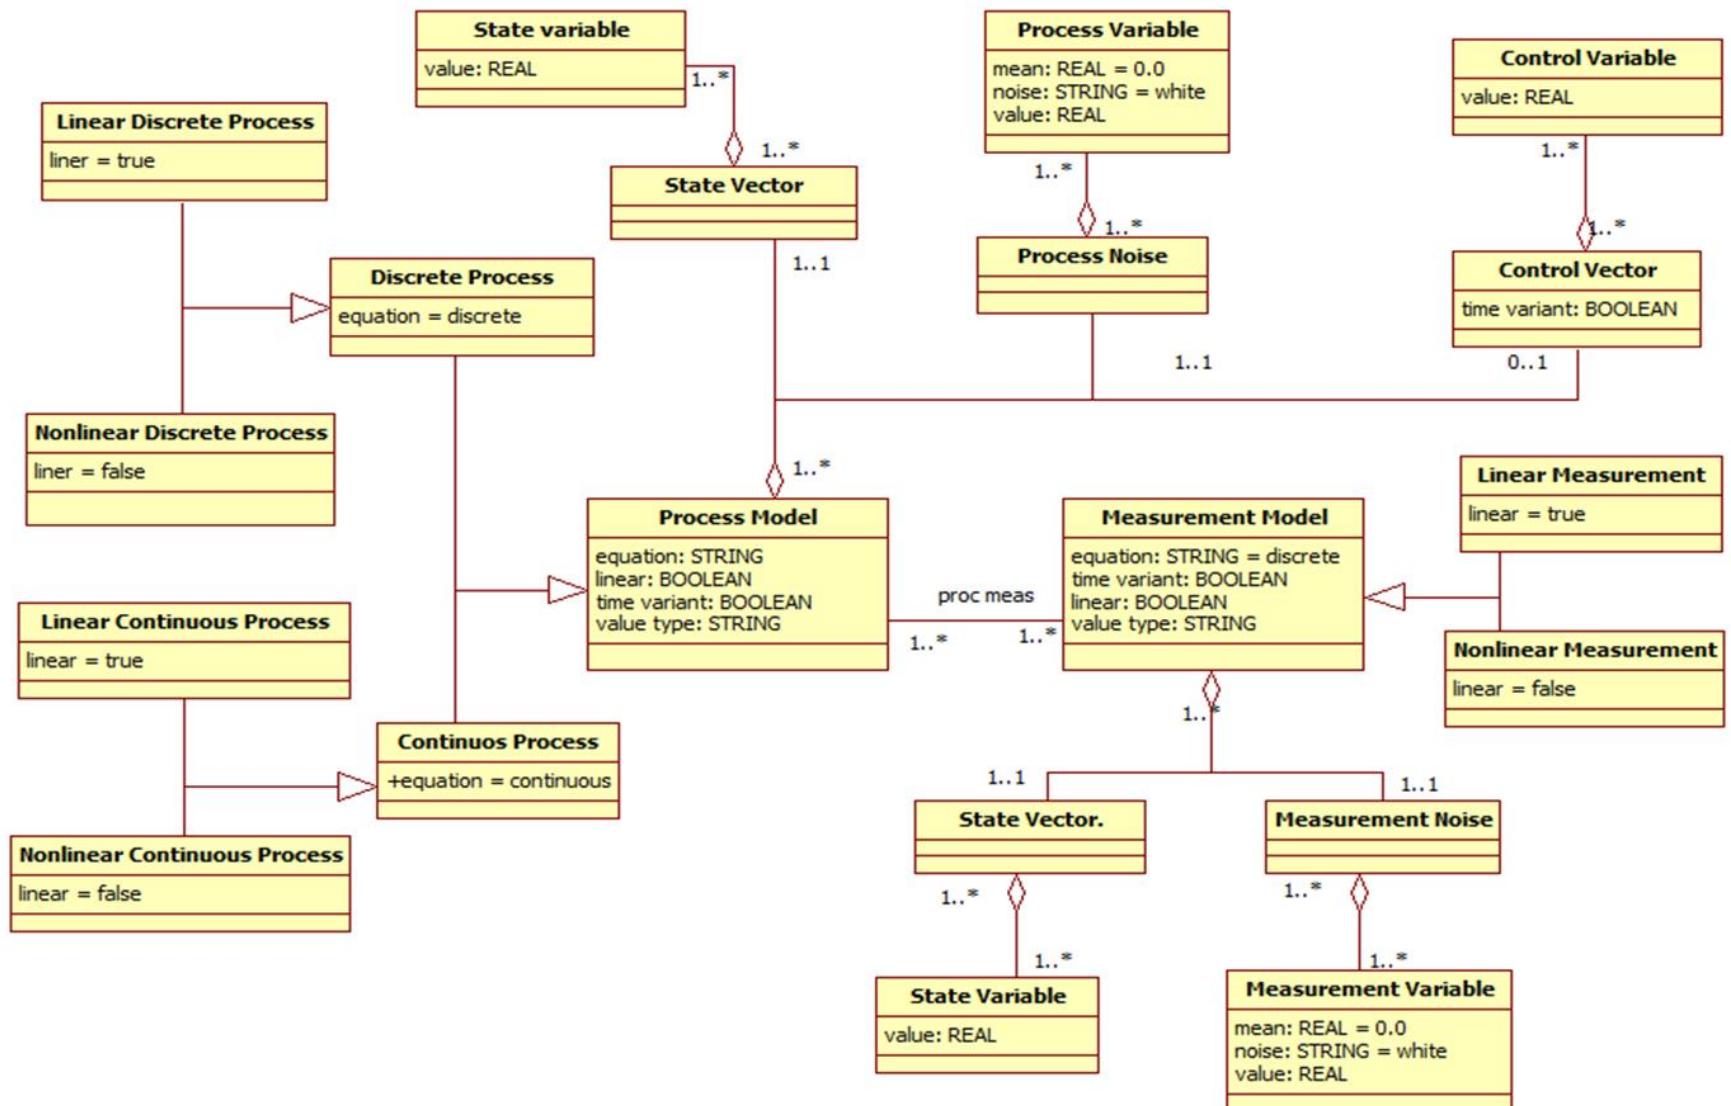 State variable
value: REAL
1..*
1..*
State Vector
1..1
Process Variable
mean: REAL = 0.0
noise: STRING = white
value: REAL
1..*
1..*
Process Noise
1..1
Control Variable
value: REAL
1..*
1..*
Control Vector
time variant: BOOLEAN
0..1
Linear Discrete Process
liner = true
Discrete Process
equation = discrete
Nonlinear Discrete Process
liner = false
1..*
Process Model
equation: STRING
linear: BOOLEAN
time variant: BOOLEAN
value type: STRING
proc meas
1..*
1..*
Measurement Model
equation: STRING = discrete
time variant: BOOLEAN
linear: BOOLEAN
value type: STRING
1..*
Linear Measurement
linear = true
Nonlinear Measurement
linear = false
Linear Continuous Process
linear = true
Continuos Process
+equation = continuous
Nonlinear Continuous Process
linear = false
1..1
State Vector.
1..*
1..*
State Variable
value: REAL
1..1
Measurement Noise
1..*
1..*
Measurement Variable
mean: REAL = 0.0
noise: STRING = white
value: REAL